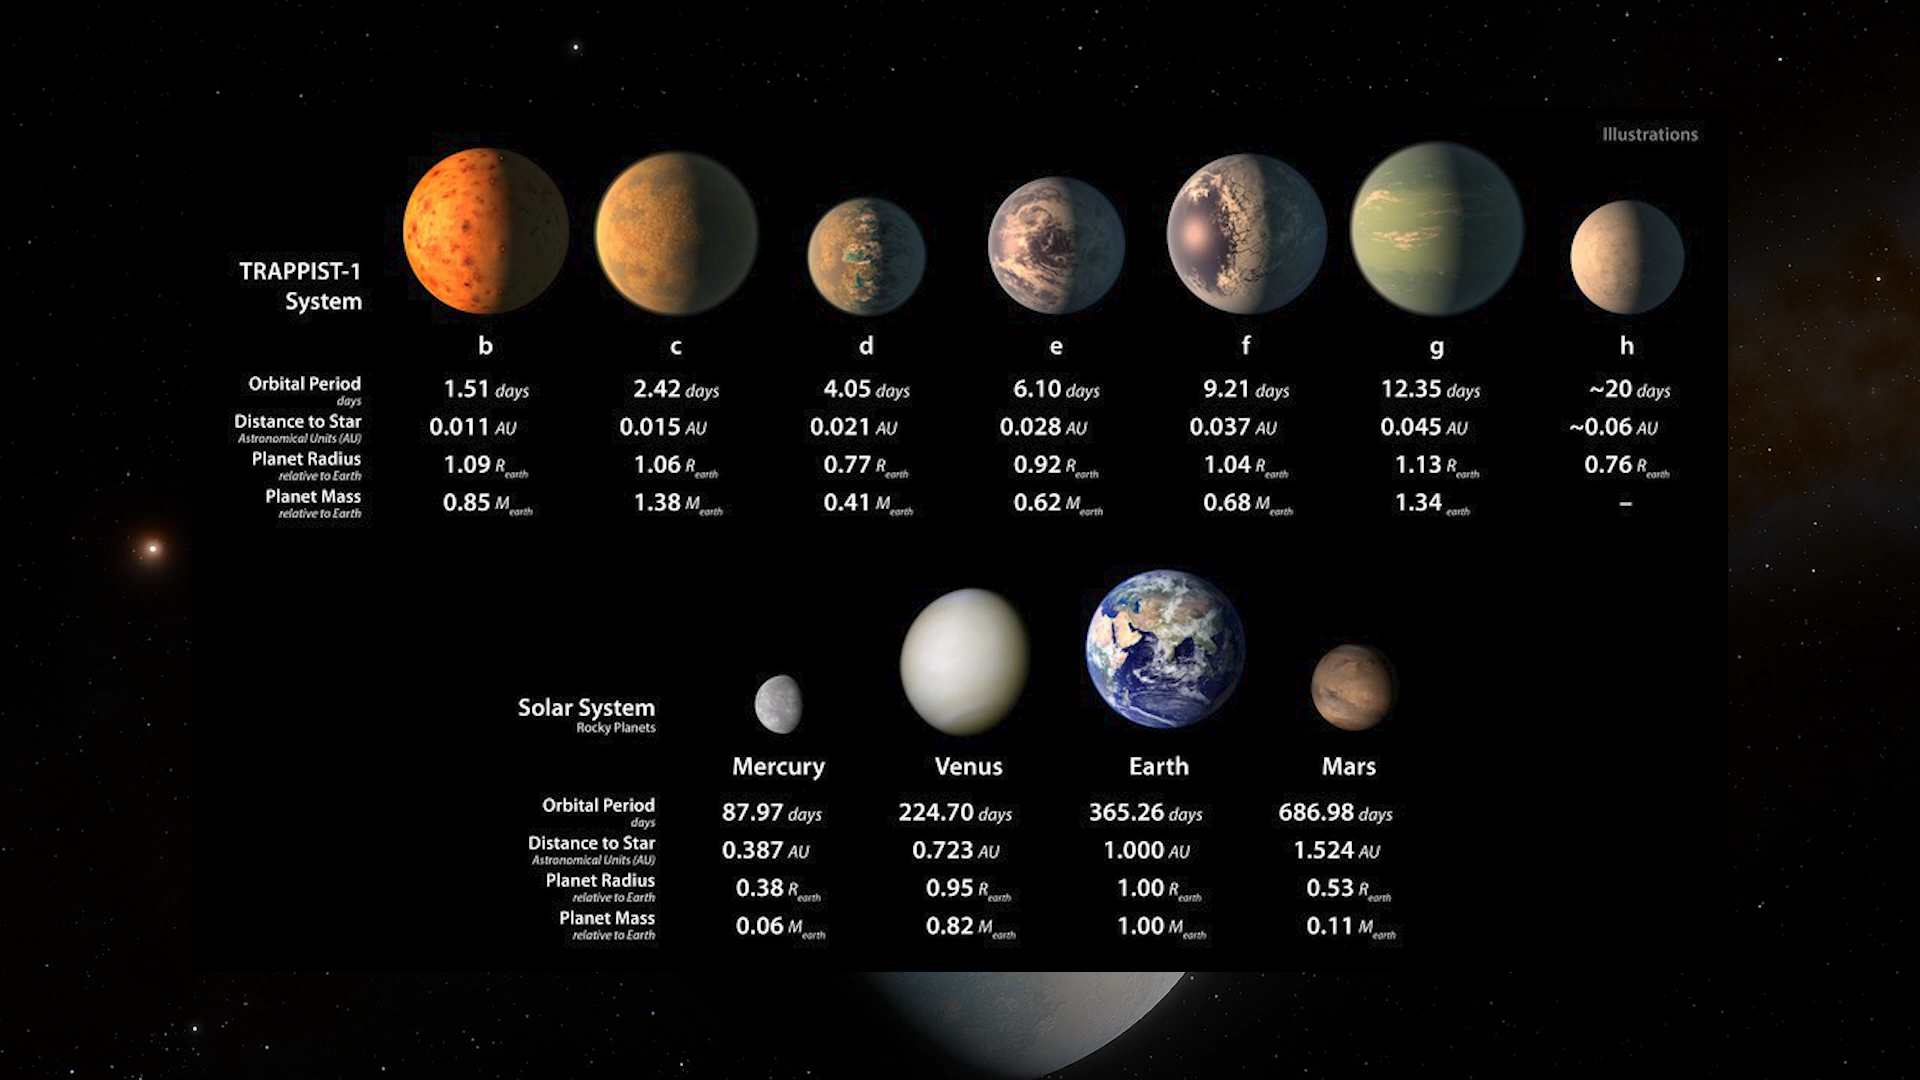 Illustrations
TRAPPIST-1
System
b c d e f g h
Orbital Period 1.51 days 2.42 days 4.05 days 6.10 days 9.21 days 12.35 days ~20 days
days
Distance to Star 0.011 AU 0.015 AU 0.021 AU 0.028 AU 0.037 AU 0.045 AU ~0.06 AU
Astronomical Units (AU)
Planet Radius 1.09 Rearth 1.06 Rearth 0.77 Rearth 0.92 Rearth 1.04 Rearth 1.13 Rearth 0.76 Rearth
relative to Earth
Planet Mass 0.85 Mearth 1.38 Mearth 0.41 Mearth 0.62 Mearth 0.68 Mearth 1.34 earth –
relative to Earth
Solar System
Rocky Planets
Mercury Venus Earth Mars
Orbital Period 87.97 days 224.70 days 365.26 days 686.98 days
days
Distance to Star 0.387 AU 0.723 AU 1.000 AU 1.524 AU
Astronomical Units (AU)
Planet Radius 0.38 Rearth 0.95 Rearth 1.00 Rearth 0.53 Rearth
relative to Earth
Planet Mass 0.06 Mearth 0.82 Mearth 1.00 Mearth 0.11 Mearth
relative to Earth